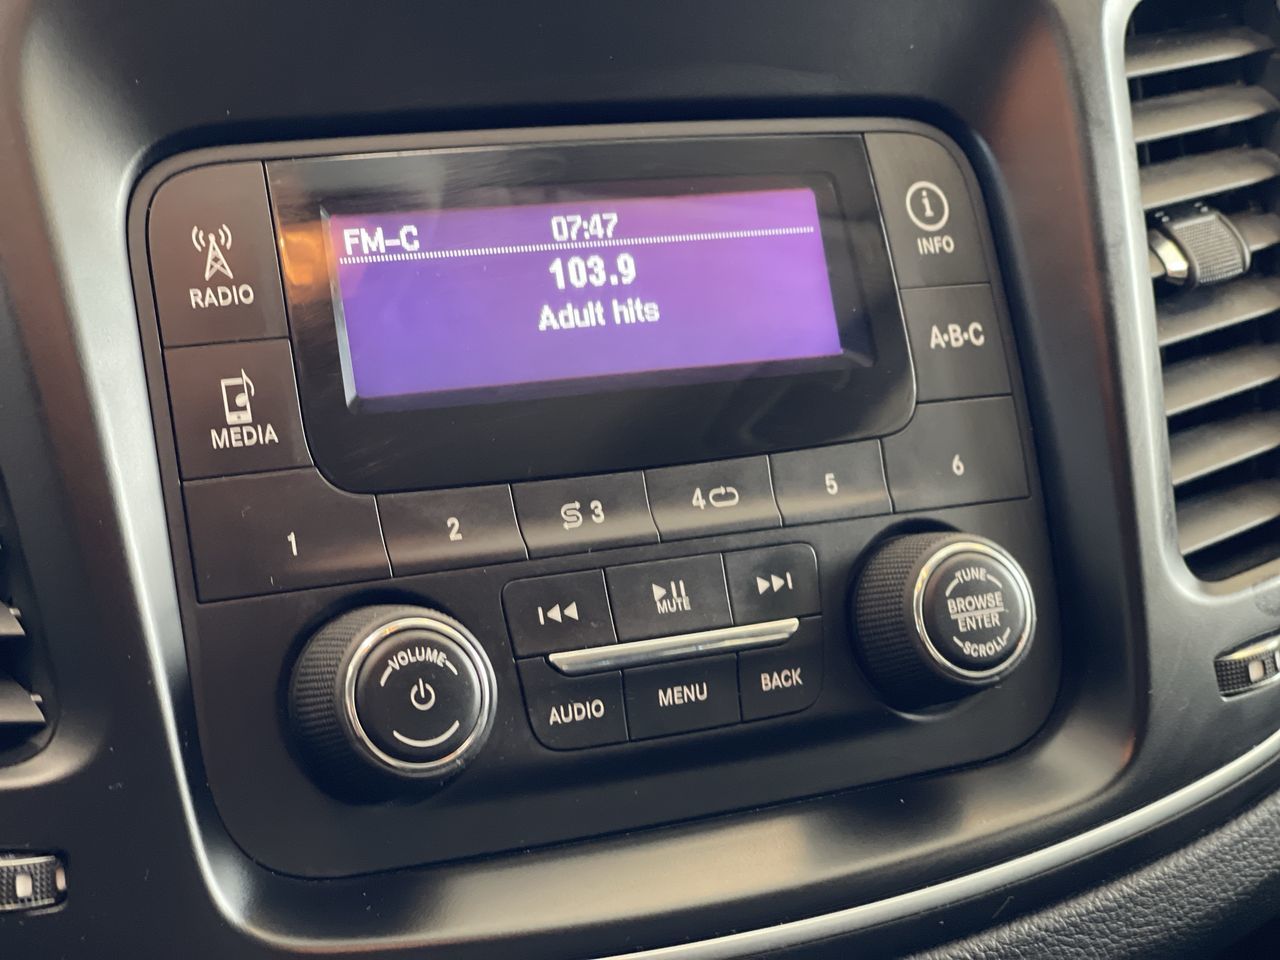 FM-C 07:47
103.9
Adult hits
RADIO
MEDIA
i
INFO
A·B·C
1
2
3
4
5
6
MUTE
VOLUME
AUDIO
MENU
BACK
TUNE
BROWSE
ENTER
SCROLL